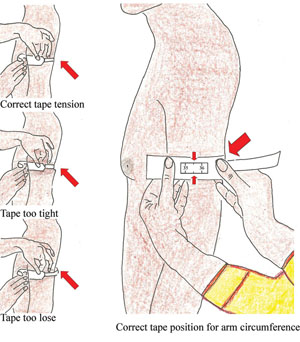 Correct tape tension
Tape too tight
Tape too lose
Correct tape position for arm circumference